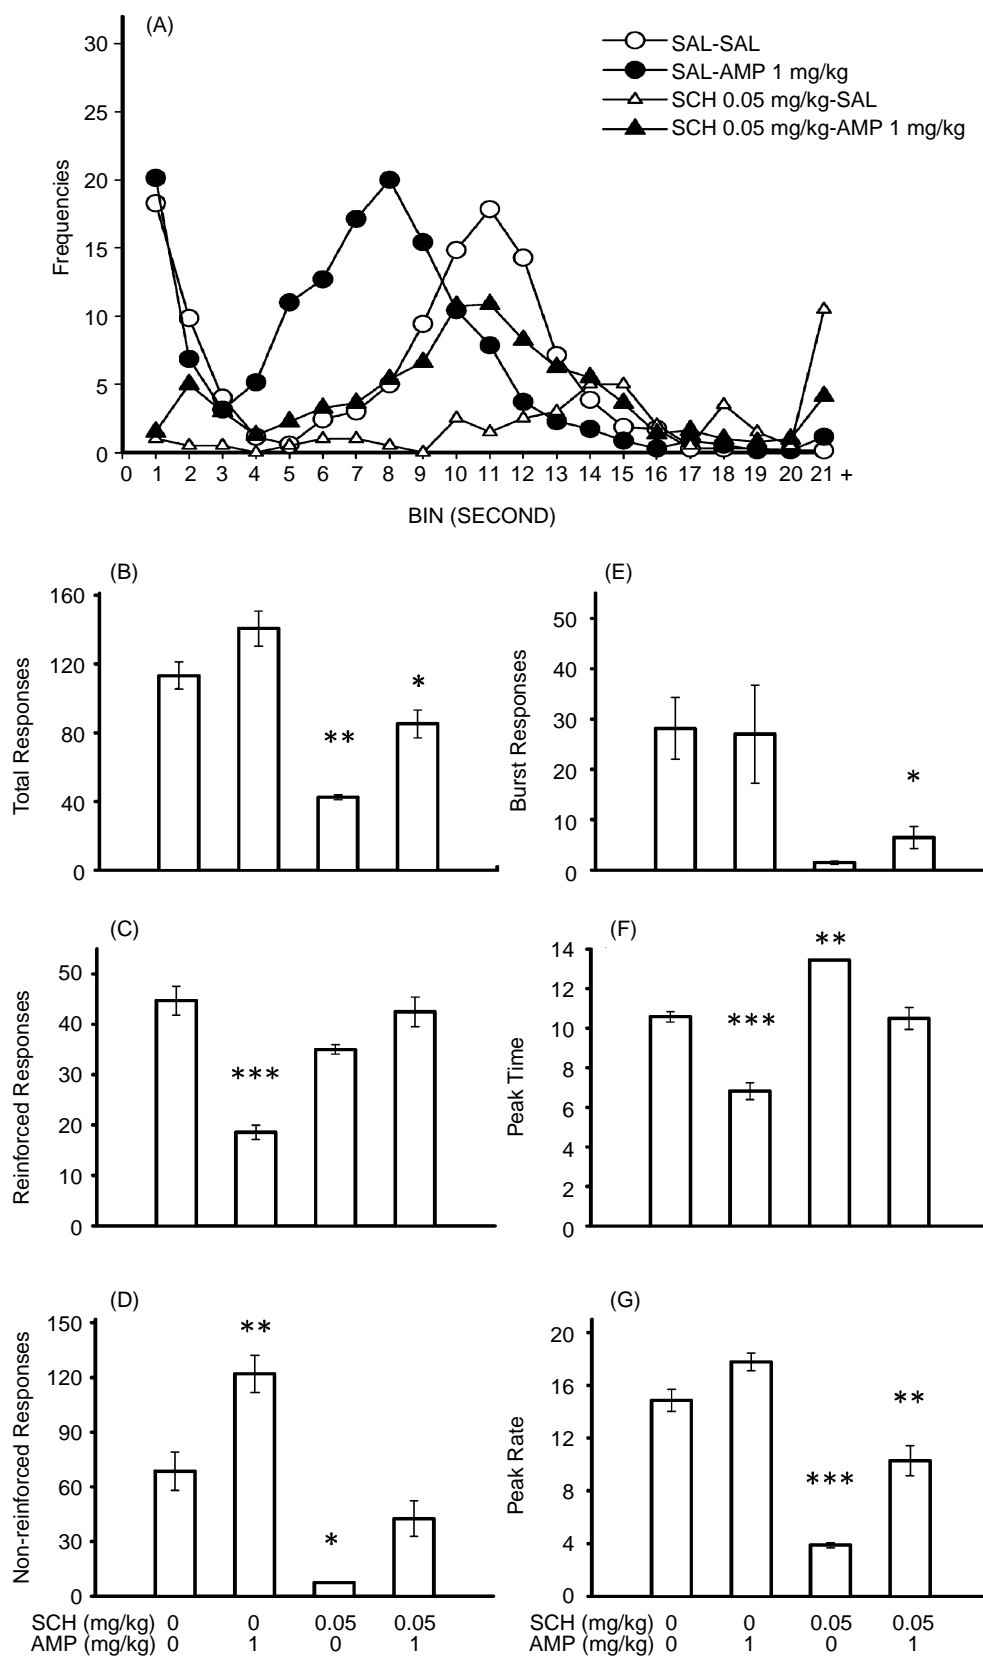 (A)
30
25
20
15
10
5
0
Frequencies
SAL-SAL
SAL-AMP 1 mg/kg
SCH 0.05 mg/kg-SAL
SCH 0.05 mg/kg-AMP 1 mg/kg
0 1 2 3 4 5 6 7 8 9 10 11 12 13 14 15 16 17 18 19 20 21 +
BIN (SECOND)
(B)
160
120
80
40
0
Total Responses
**
*
(E)
50
40
30
20
10
0
Burst Responses
*
(C)
50
40
30
20
10
0
Reinforced Responses
***
(F)
14
12
10
8
6
4
2
0
Peak Time
***
**
(D)
150
120
90
60
30
0
Non-reinforced Responses
**
*
SCH (mg/kg) 0 0 0.05 0.05
AMP (mg/kg) 0 1 0 1
(G)
20
16
12
8
4
0
Peak Rate
***
**
SCH (mg/kg) 0 0 0.05 0.05
AMP (mg/kg) 0 1 0 1